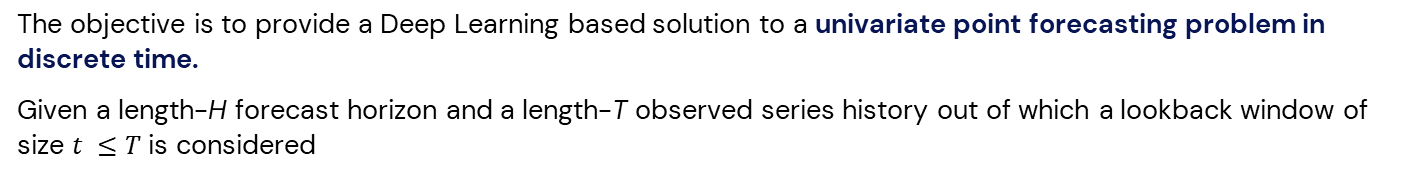 The objective is to provide a Deep Learning based solution to a univariate point forecasting problem in
discrete time.
Given a length-H forecast horizon and a length-T observed series history out of which a lookback window of
size t ≤ T is considered